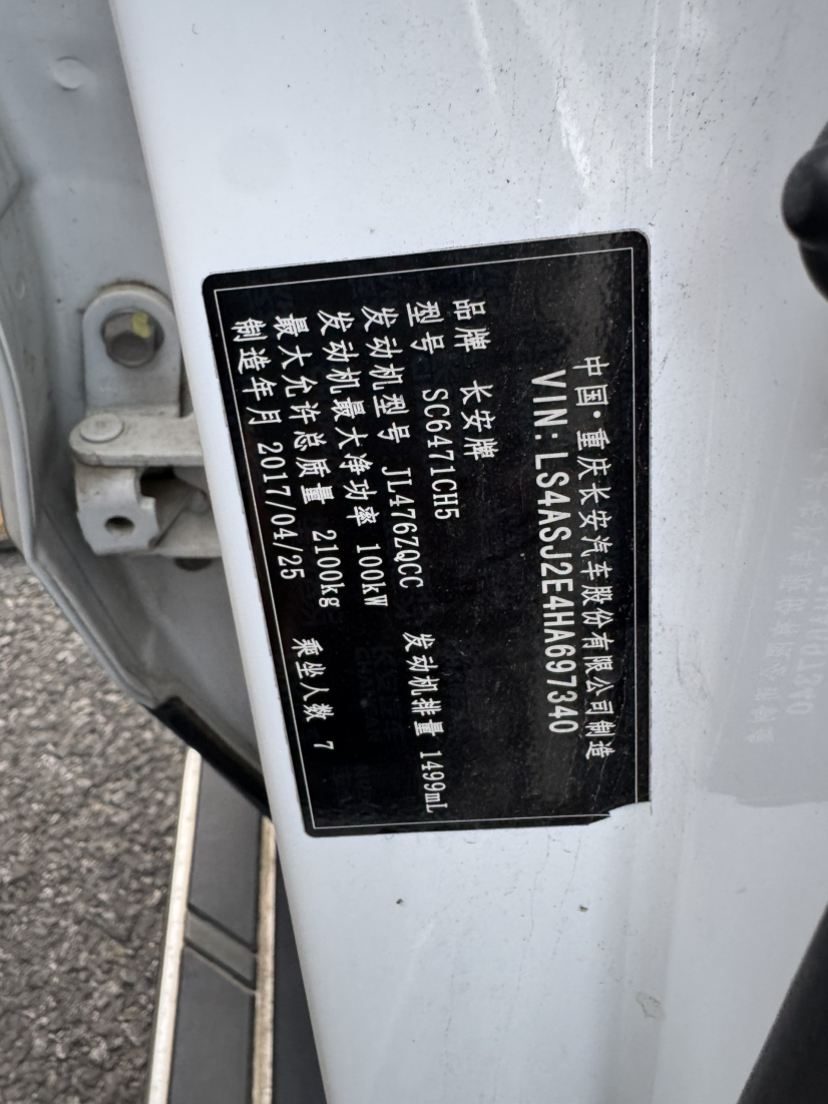 中国·重庆长安汽车股份有限公司制造
VIN:LS4ASJ2E4HA697340
品牌 长安牌
型号 SC6471CH5
发动机型号 JL476ZQCC 发动机排量 1499mL
发动机最大净功率 100kW
最大允许总质量 2100kg
制造年月 2017/04/25 乘坐人数 7